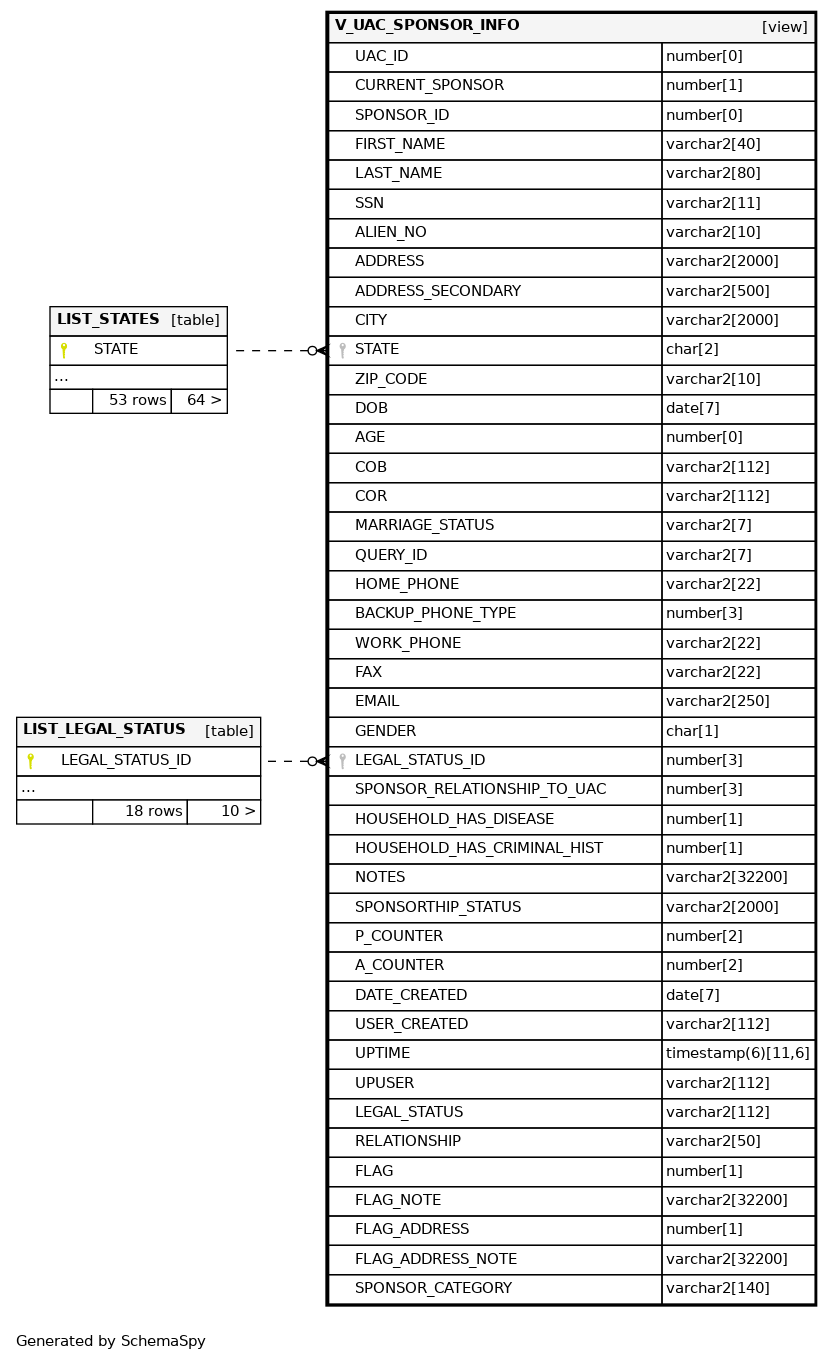 V_UAC_SPONSOR_INFO [view]
UAC_ID number[0]
CURRENT_SPONSOR number[1]
SPONSOR_ID number[0]
FIRST_NAME varchar2[40]
LAST_NAME varchar2[80]
SSN varchar2[11]
ALIEN_NO varchar2[10]
ADDRESS varchar2[2000]
ADDRESS_SECONDARY varchar2[500]
CITY varchar2[2000]
STATE char[2]
ZIP_CODE varchar2[10]
DOB date[7]
AGE number[0]
COB varchar2[112]
COR varchar2[112]
MARRIAGE_STATUS varchar2[7]
QUERY_ID varchar2[7]
HOME_PHONE varchar2[22]
BACKUP_PHONE_TYPE number[3]
WORK_PHONE varchar2[22]
FAX varchar2[22]
EMAIL varchar2[250]
GENDER char[1]
LEGAL_STATUS_ID number[3]
SPONSOR_RELATIONSHIP_TO_UAC number[3]
HOUSEHOLD_HAS_DISEASE number[1]
HOUSEHOLD_HAS_CRIMINAL_HIST number[1]
NOTES varchar2[32200]
SPONSORTHIP_STATUS varchar2[2000]
P_COUNTER number[2]
A_COUNTER number[2]
DATE_CREATED date[7]
USER_CREATED varchar2[112]
UPTIME timestamp(6)[11,6]
UPUSER varchar2[112]
LEGAL_STATUS varchar2[112]
RELATIONSHIP varchar2[50]
FLAG number[1]
FLAG_NOTE varchar2[32200]
FLAG_ADDRESS number[1]
FLAG_ADDRESS_NOTE varchar2[32200]
SPONSOR_CATEGORY varchar2[140]
LIST_STATES [table]
STATE
...
53 rows 64 >
LIST_LEGAL_STATUS [table]
LEGAL_STATUS_ID
...
18 rows 10 >
Generated by SchemaSpy